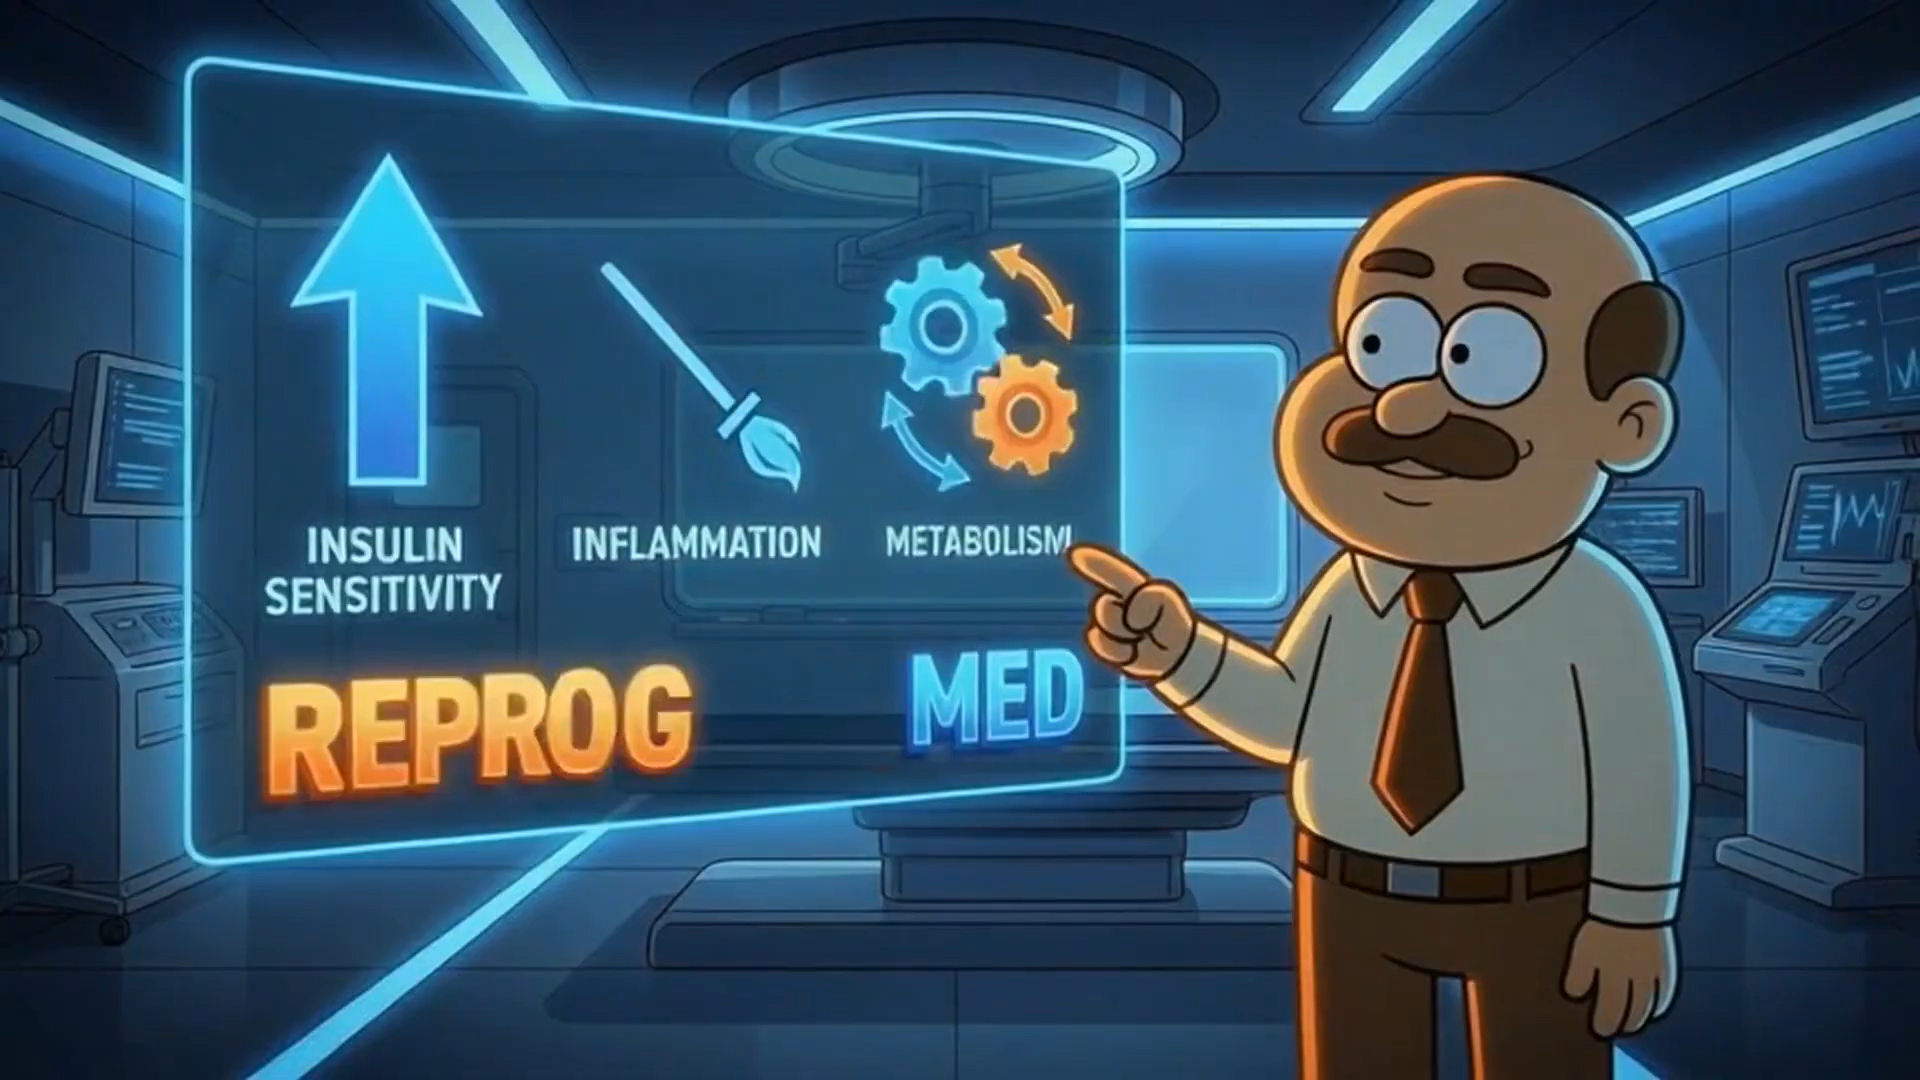 INSULIN
SENSITIVITY
INFLAMMATION
METABOLISM
REPROG
MED